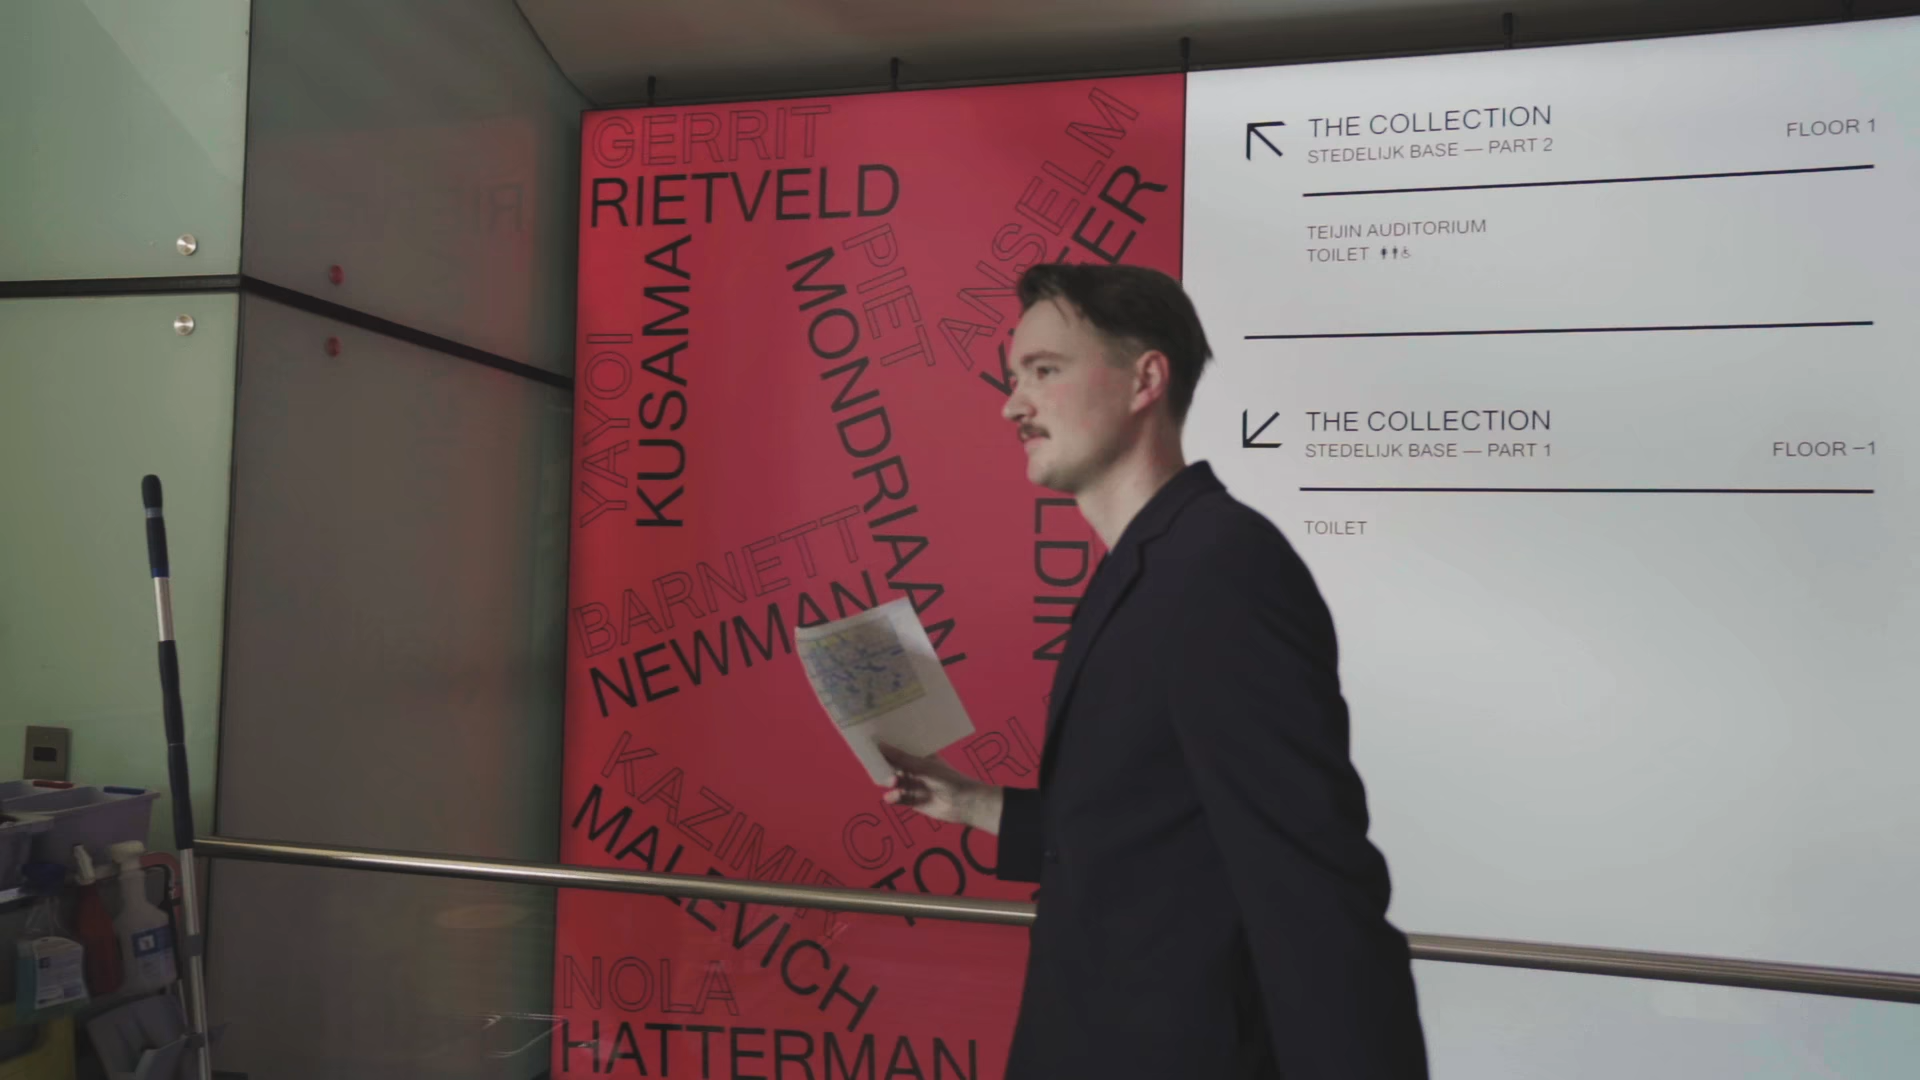 GERRIT
RIETVELD
YAYOI
KUSAMA
PIET
MONDRIAAN
ANSELM
BARNETT
NEWMAN
KAZIMIR
MALEVICH
NOLA
HATTERMAN
THE COLLECTION
STEDELIJK BASE — PART 2
FLOOR 1
TEIJIN AUDITORIUM
TOILET
THE COLLECTION
STEDELIJK BASE — PART 1
FLOOR –1
TOILET